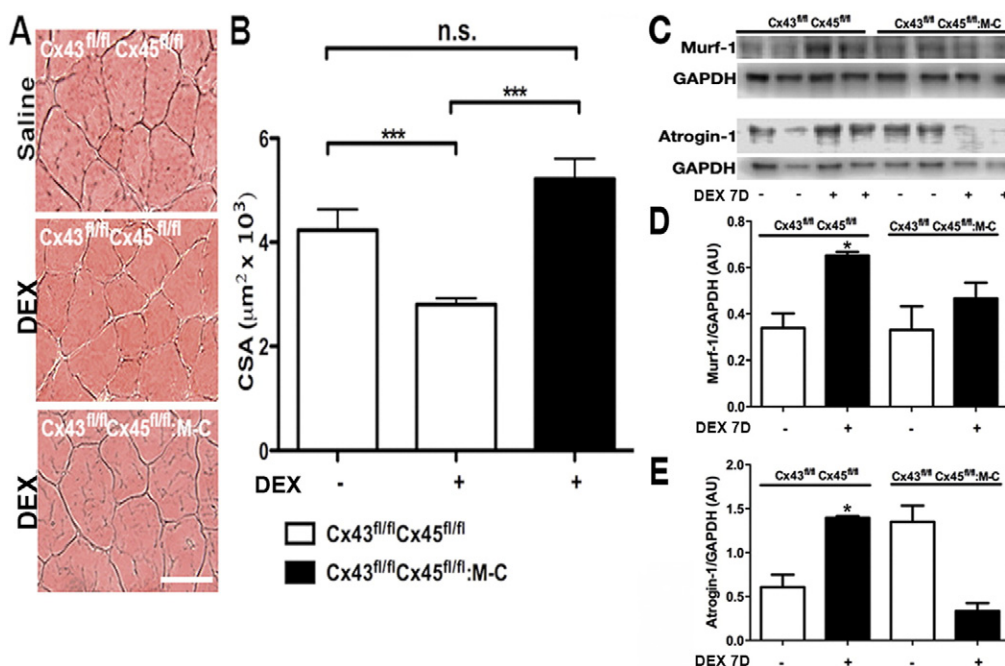 A
Saline
Cx43fl/fl Cx45fl/fl
DEX
Cx43fl/fl Cx45fl/fl
DEX
Cx43fl/fl Cx45fl/fl:M-C
B
n.s.
***
***
CSA (μm² x 10³)
6
4
2
0
DEX - + +
Cx43fl/flCx45fl/fl
Cx43fl/flCx45fl/fl:M-C
C
Cx43fl/fl Cx45fl/fl Cx43fl/fl Cx45fl/fl:M-C
Murf-1
GAPDH
Atrogin-1
GAPDH
DEX 7D - - + + - - + +
D
Cx43fl/fl Cx45fl/fl Cx43fl/fl Cx45fl/fl:M-C
*
Murf-1/GAPDH (AU)
0.8
0.6
0.4
0.2
0.0
DEX 7D - + - +
E
Cx43fl/fl Cx45fl/fl Cx43fl/fl Cx45fl/fl:M-C
*
Atrogin-1/GAPDH (AU)
1.5
1.0
0.5
0.0
2.0
DEX 7D - + - +